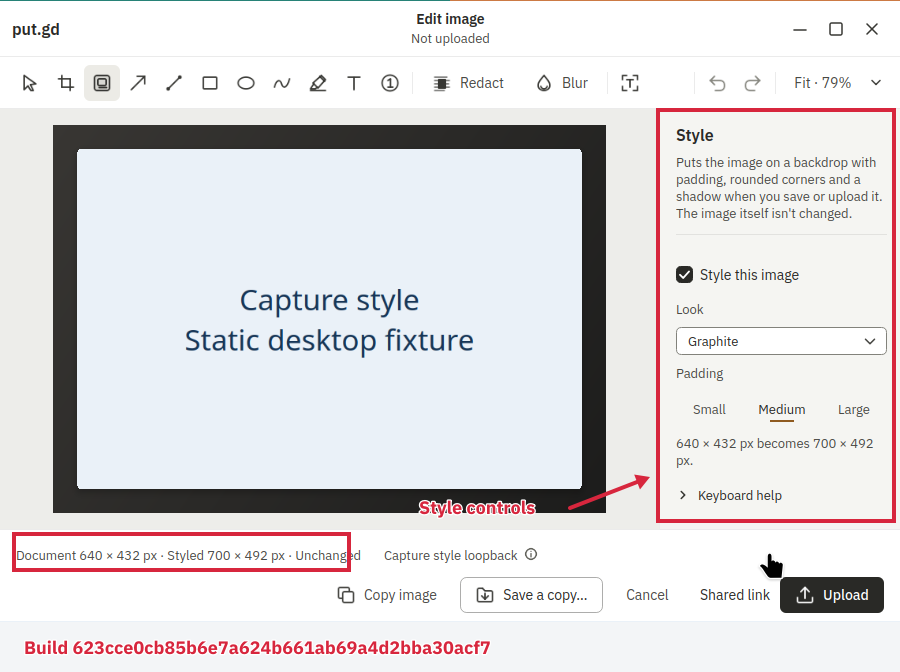 put.gd
Edit image
Not uploaded
1
T
Redact
Blur
T
Fit · 79%
Capture style
Static desktop fixture
Style controls
Style
Puts the image on a backdrop with
padding, rounded corners and a
shadow when you save or upload it.
The image itself isn't changed.
Style this image
Look
Graphite
Padding
Small Medium Large
640 × 432 px becomes 700 × 492
px.
Keyboard help
Document 640 × 432 px · Styled 700 × 492 px · Unchanged
Capture style loopback
Copy image
Save a copy...
Cancel
Shared link
Upload
Build 623cce0cb85b6e7a624b661ab69a4d2bba30acf7